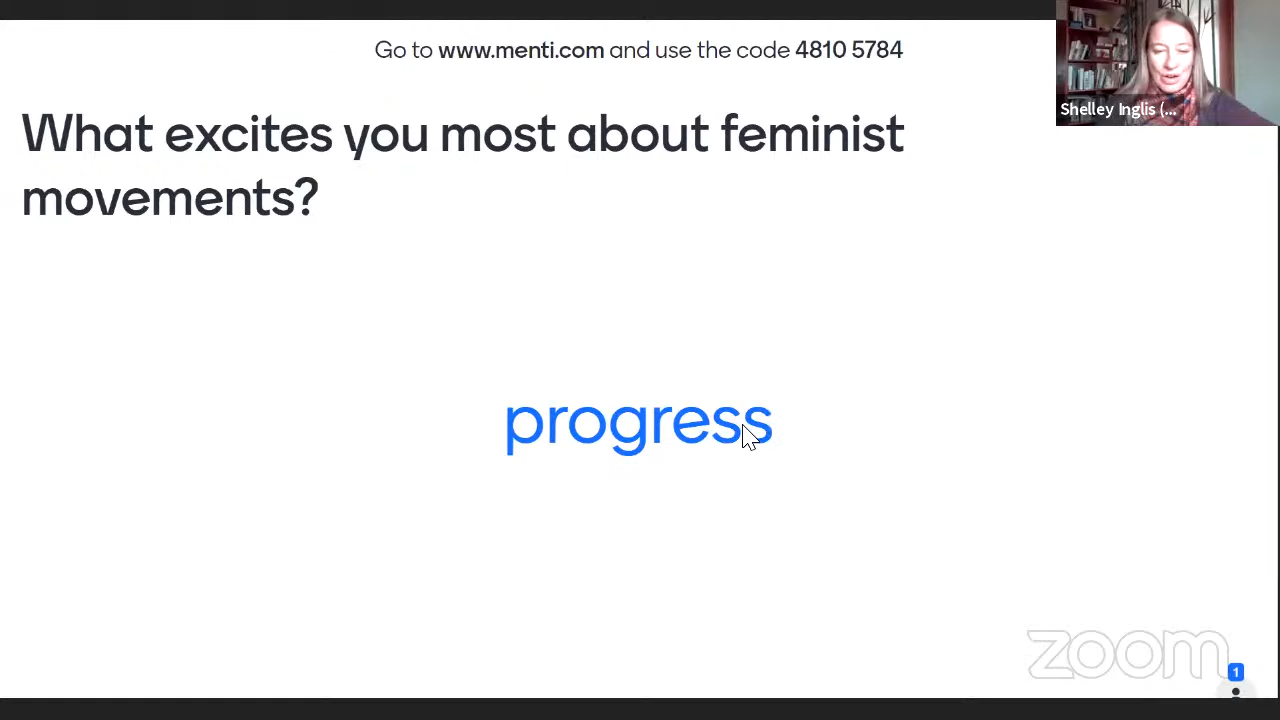 Go to www.menti.com and use the code 4810 5784
Shelley Inglis (...
What excites you most about feminist
movements?
progress
zoom
1